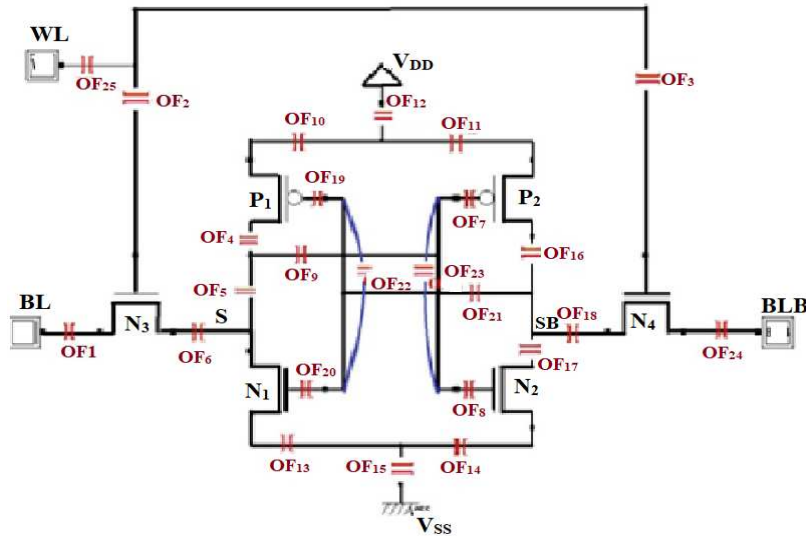 WL
OF25
OF2
VDD
OF12
OF3
OF10
OF11
P1
OF19
OF7
P2
OF4
OF9
OF22
OF23
OF16
OF5
OF21
BL
N3
S
SB
OF18
N4
BLB
OF1
OF6
OF17
OF24
N1
OF20
OF8
N2
OF13
OF15
OF14
VSS